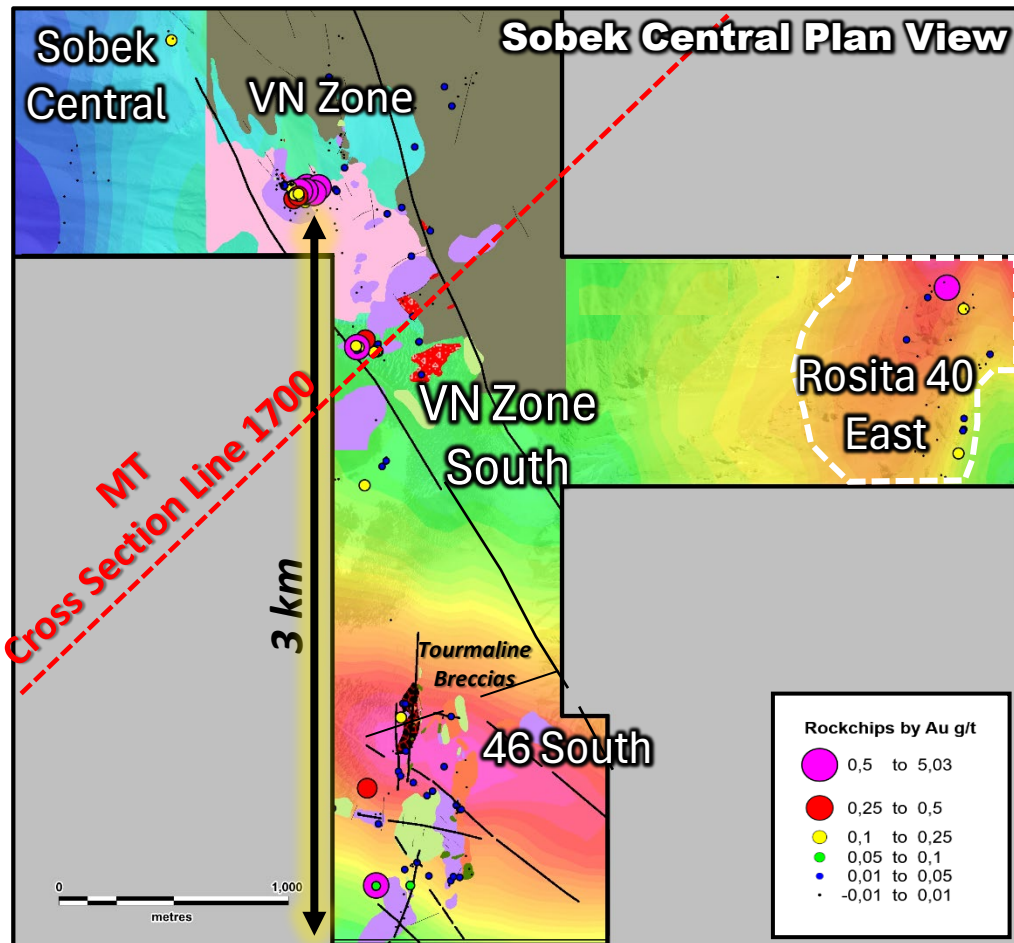 Sobek Central Plan View
Sobek
Central
VN Zone
Rosita 40
East
VN Zone
South
MT
Cross Section Line 1700
3 km
Tourmaline
Breccias
46 South
Rockchips by Au g/t
0,5 to 5,03
0,25 to 0,5
0,1 to 0,25
0,05 to 0,1
0,01 to 0,05
-0,01 to 0,01
0 1,000
metres